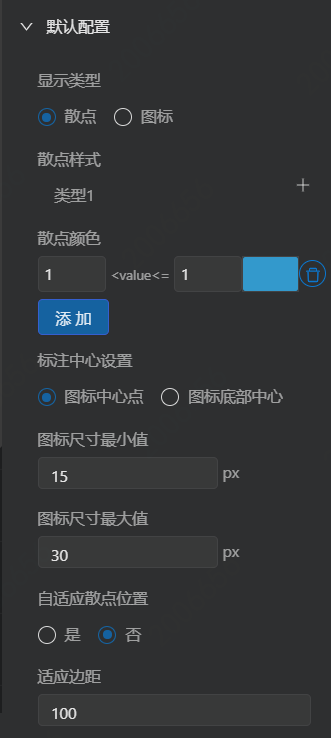 默认配置
显示类型
散点 图标
散点样式
类型1
散点颜色
1 <value<= 1
添加
标注中心设置
图标中心点 图标底部中心
图标尺寸最小值
15 px
图标尺寸最大值
30 px
自适应散点位置
是 否
适应边距
100